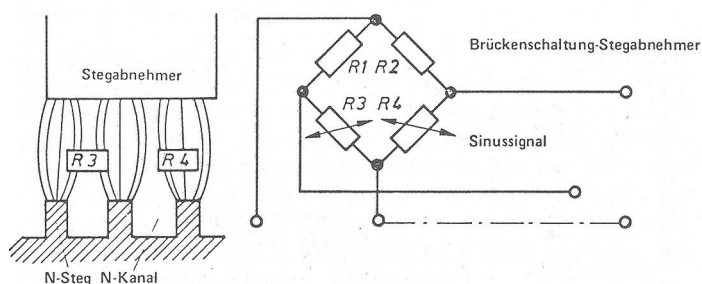 Stegabnehmer
R3
R4
N-Steg N-Kanal
Brückenschaltung-Stegabnehmer
R1 R2
R3 R4
Sinussignal